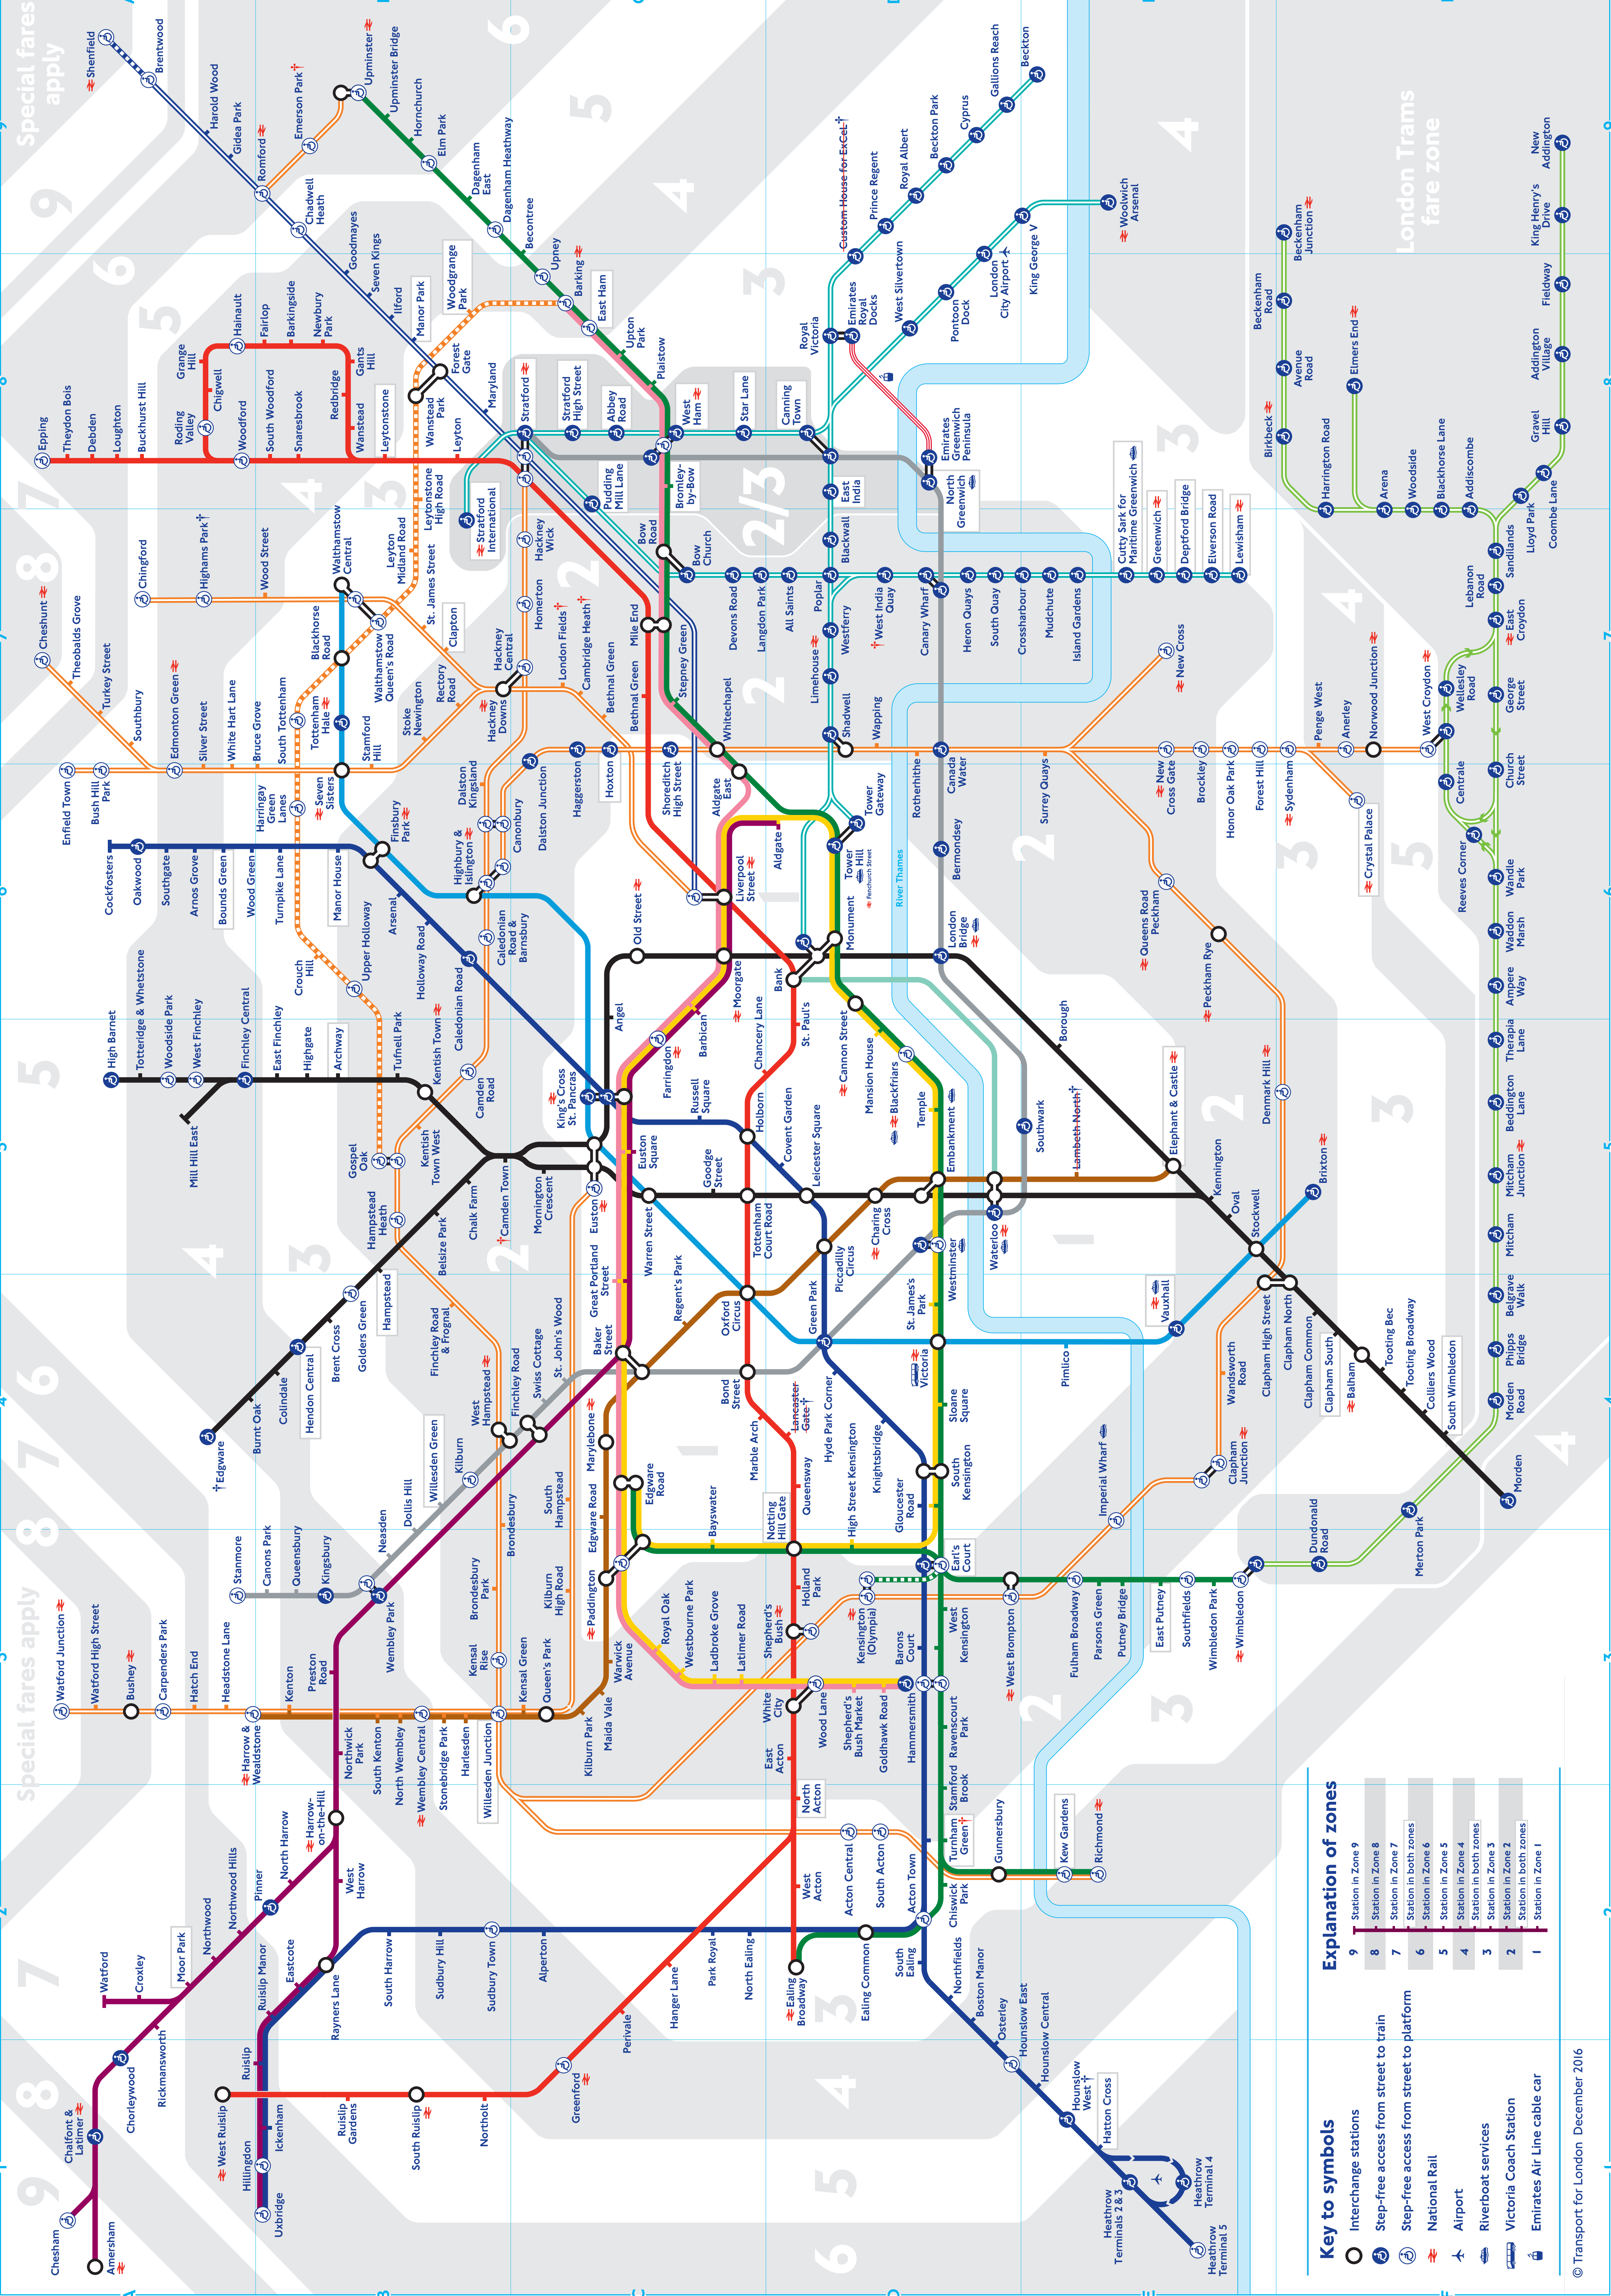 Special fares apply
Special fares
apply
Chesham
Amersham
Chalfont &
Latimer
Chorleywood
Rickmansworth
Watford
Croxley
Moor Park
Northwood
Northwood Hills
Pinner
North Harrow
Harrow-
on-the-Hill
West
Harrow
Northwick
Park
Preston
Road
Wembley Park
Uxbridge
Hillingdon
Ickenham
Ruislip
Ruislip Manor
Eastcote
Rayners Lane
West Ruislip
Ruislip
Gardens
South Ruislip
Northolt
Greenford
Perivale
Hanger Lane
South Harrow
Sudbury Hill
Sudbury Town
Alperton
Park Royal
North Ealing
Ealing
Broadway
Ealing Common
West
Acton
North
Acton
East
Acton
White
City
Wood Lane
Shepherd's
Bush Market
Goldhawk Road
Hammersmith
Watford Junction
Watford High Street
Bushey
Carpenders Park
Hatch End
Headstone Lane
Harrow &
Wealdstone
Kenton
South Kenton
North Wembley
Wembley Central
Stonebridge Park
Harlesden
Willesden Junction
Kensal
Rise
Kensal Green
Queen's Park
Kilburn Park
Maida Vale
Warwick
Avenue
Paddington
Royal Oak
Westbourne Park
Ladbroke Grove
Latimer Road
Shepherd's
Bush
Holland
Park
Notting
Hill Gate
Stanmore
Canons Park
Queensbury
Kingsbury
Neasden
Dollis Hill
Willesden Green
Kilburn
West
Hampstead
Finchley Road
Swiss Cottage
St. John's Wood
Brondesbury
Park
Brondesbury
Kilburn
High Road
South
Hampstead
Edgware Road
Marylebone
Baker
Street
Edgware
Road
Bayswater
Queensway
Lancaster
Gate†
Marble Arch
Bond
Street
Oxford
Circus
Regent's Park
Great Portland
Street
Finchley Road
& Frognal
†Edgware
Burnt Oak
Colindale
Hendon Central
Brent Cross
Golders Green
Hampstead
Belsize Park
Chalk Farm
†Camden Town
Mornington
Crescent
Hampstead
Heath
Gospel
Oak
Kentish
Town West
Camden
Road
High Barnet
Totteridge & Whetstone
Woodside Park
West Finchley
Mill Hill East
Finchley Central
East Finchley
Highgate
Archway
Tufnell Park
Kentish Town
Euston
Warren Street
Euston
Square
King's Cross
St. Pancras
Goodge
Street
Tottenham
Court Road
Russell
Square
Holborn
Covent Garden
Leicester Square
Piccadilly
Circus
Green Park
Hyde Park Corner
Knightsbridge
High Street Kensington
Gloucester
Road
South
Kensington
Sloane
Square
Victoria
St. James's
Park
Westminster
Charing
Cross
Embankment
Temple
Blackfriars
Mansion House
Cannon Street
Monument
Bank
St. Paul's
Chancery Lane
Farringdon
Barbican
Moorgate
Angel
Old Street
Liverpool
Street
Aldgate
Aldgate
East
Tower
Hill
Fenchurch Street
Tower
Gateway
Cockfosters
Oakwood
Southgate
Arnos Grove
Bounds Green
Wood Green
Turnpike Lane
Manor House
Finsbury
Park
Arsenal
Holloway Road
Caledonian Road
Crouch
Hill
Upper Holloway
Harringay
Green
Lanes
Caledonian
Road &
Barnsbury
Highbury &
Islington
Canonbury
Dalston
Kingsland
Dalston Junction
Haggerston
Hoxton
Shoreditch
High Street
Whitechapel
Enfield Town
Bush Hill
Park
Cheshunt
Theobalds Grove
Turkey Street
Southbury
Edmonton Green
Silver Street
White Hart Lane
Bruce Grove
South Tottenham
Tottenham
Hale
Seven
Sisters
Stamford
Hill
Stoke
Newington
Rectory
Road
Hackney
Downs
Hackney
Central
London Fields†
Cambridge Heath†
Bethnal Green
Chingford
Highams Park†
Wood Street
Walthamstow
Central
Blackhorse
Road
Walthamstow
Queen's Road
St. James Street
Clapton
Leyton
Midland Road
Leytonstone
High Road
Wanstead
Park
Forest
Gate
Woodgrange
Park
Homerton
Hackney
Wick
Epping
Theydon Bois
Debden
Loughton
Buckhurst Hill
Roding
Valley
Chigwell
Grange
Hill
Hainault
Fairlop
Barkingside
Newbury
Park
Gants
Hill
Redbridge
Wanstead
Woodford
South Woodford
Snaresbrook
Leytonstone
Leyton
Stratford
Stratford
International
Stratford
High Street
Abbey
Road
West
Ham
Star Lane
Canning
Town
Pudding
Mill Lane
Bromley-
by-Bow
Bow
Road
Bow
Church
Mile End
Bethnal Green
Stepney Green
Shenfield
Brentwood
Harold Wood
Gidea Park
Romford
Emerson Park†
Upminster
Upminster Bridge
Hornchurch
Elm Park
Dagenham
East
Dagenham Heathway
Becontree
Upney
Barking
East Ham
Upton
Park
Plaistow
Chadwell
Heath
Goodmayes
Seven Kings
Ilford
Manor Park
Maryland
Devons Road
Langdon Park
All Saints
Poplar
Westferry
Limehouse
Shadwell
Blackwall
East
India
†West India
Quay
Canary Wharf
Heron Quays
South Quay
Crossharbour
Mudchute
Island Gardens
Cutty Sark for
Maritime Greenwich
Greenwich
Deptford Bridge
Elverson Road
Lewisham
Royal
Victoria
Emirates
Royal
Docks
Emirates
Greenwich
Peninsula
North
Greenwich
Custom House for ExCeL†
Prince Regent
Royal Albert
Beckton Park
Cyprus
Gallions Reach
Beckton
West Silvertown
Pontoon
Dock
London
City Airport
King George V
Woolwich
Arsenal
River Thames
Wapping
Rotherhithe
Canada
Water
Bermondsey
London
Bridge
Southwark
Waterloo
Borough
Lambeth North†
Elephant & Castle
Kennington
Oval
Stockwell
Brixton
Vauxhall
Pimlico
Surrey Quays
New Cross
New
Cross Gate
Brockley
Honor Oak Park
Forest Hill
Sydenham
Crystal Palace
Penge West
Anerley
Norwood Junction
West Croydon
Queens Road
Peckham
Peckham Rye
Denmark Hill
Clapham High Street
Clapham North
Clapham Common
Clapham South
Balham
Tooting Bec
Tooting Broadway
Colliers Wood
South Wimbledon
Morden
Wandsworth
Road
Clapham
Junction
Imperial Wharf
West Brompton
Kensington
(Olympia)
Earl's
Court
West
Kensington
Barons
Court
Ravenscourt
Park
Stamford
Brook
Turnham
Green†
Chiswick
Park
Gunnersbury
Kew Gardens
Richmond
Acton Central
South Acton
Acton Town
South
Ealing
Northfields
Boston Manor
Osterley
Hounslow East
Hounslow Central
Hounslow
West†
Hatton Cross
Heathrow
Terminals 2 & 3
Heathrow
Terminal 4
Heathrow
Terminal 5
Fulham Broadway
Parsons Green
Putney Bridge
East Putney
Southfields
Wimbledon Park
Wimbledon
Dundonald
Road
Merton Park
Morden
Road
Phipps
Bridge
Belgrave
Walk
Mitcham
Mitcham
Junction
Beddington
Lane
Therapia
Lane
Ampere
Way
Waddon
Marsh
Wandle
Park
Reeves Corner
Centrale
Church
Street
George
Street
Wellesley
Road
East
Croydon
Lebanon
Road
Sandilands
Lloyd Park
Coombe Lane
Gravel
Hill
Addington
Village
Fieldway
King Henry's
Drive
New
Addington
Addiscombe
Blackhorse Lane
Woodside
Arena
Elmers End
Harrington Road
Birkbeck
Avenue
Road
Beckenham
Road
Beckenham
Junction
London Trams
fare zone
Key to symbols
Interchange stations
Step-free access from street to train
Step-free access from street to platform
National Rail
Airport
Riverboat services
Victoria Coach Station
Emirates Air Line cable car
Explanation of zones
9 Station in Zone 9
8 Station in Zone 8
7 Station in Zone 7
Station in both zones
6 Station in Zone 6
5 Station in Zone 5
4 Station in Zone 4
Station in both zones
3 Station in Zone 3
2 Station in Zone 2
Station in both zones
1 Station in Zone 1
© Transport for London December 2016